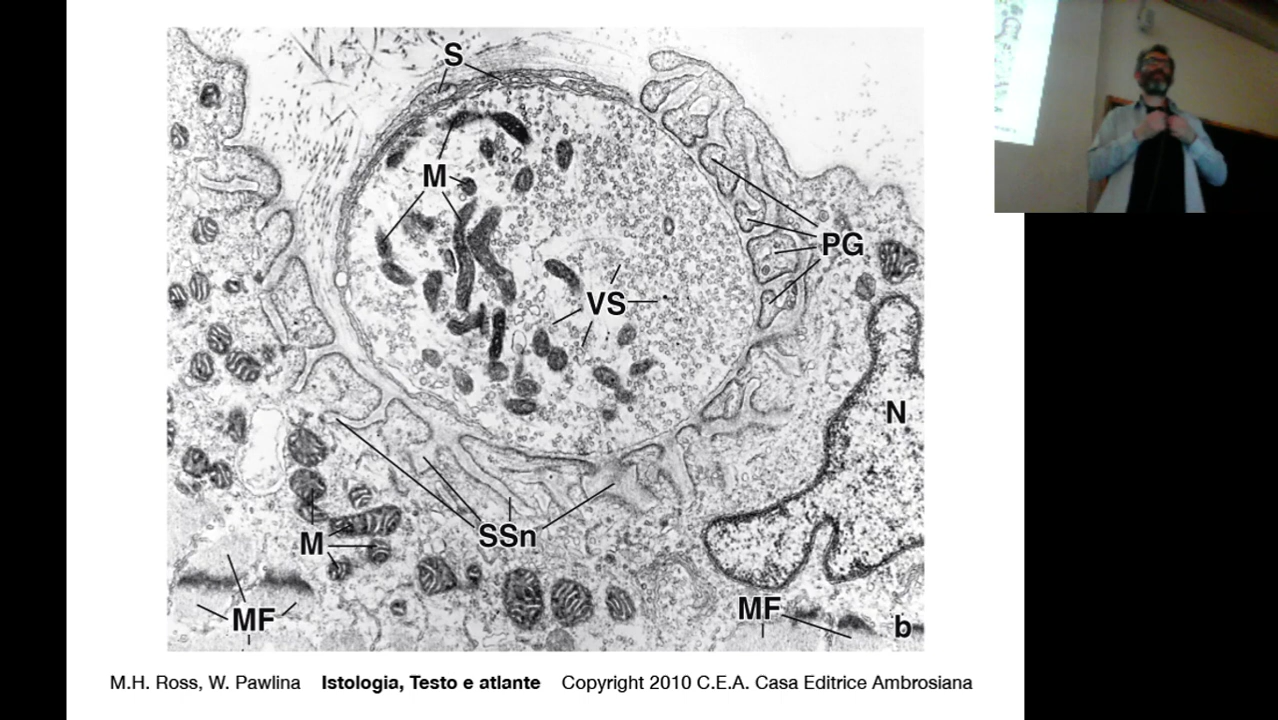 S
M
PG
VS
N
SSn
M
MF
MF
b
M.H. Ross, W. Pawlina Istologia, Testo e atlante Copyright 2010 C.E.A. Casa Editrice Ambrosiana